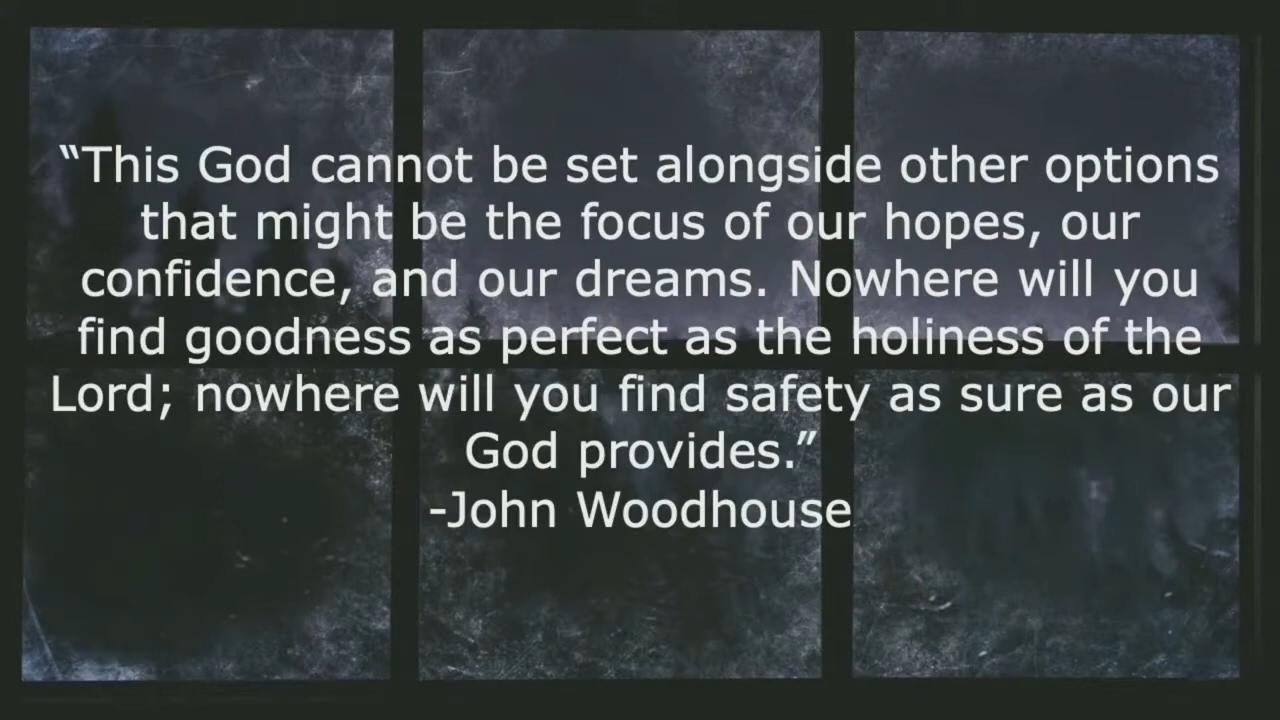 “This God cannot be set alongside other options
that might be the focus of our hopes, our
confidence, and our dreams. Nowhere will you
find goodness as perfect as the holiness of the
Lord; nowhere will you find safety as sure as our
God provides.”
-John Woodhouse